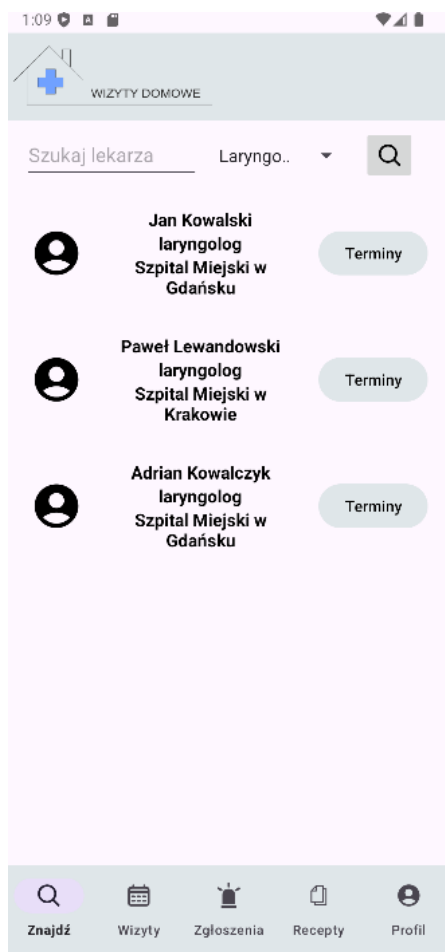 1:09
WIZYTY DOMOWE
Szukaj lekarza
Laryngo..
Jan Kowalski
laryngolog
Szpital Miejski w
Gdańsku
Terminy
Paweł Lewandowski
laryngolog
Szpital Miejski w
Krakowie
Terminy
Adrian Kowalczyk
laryngolog
Szpital Miejski w
Gdańsku
Terminy
Znajdź
Wizyty
Zgłoszenia
Recepty
Profil